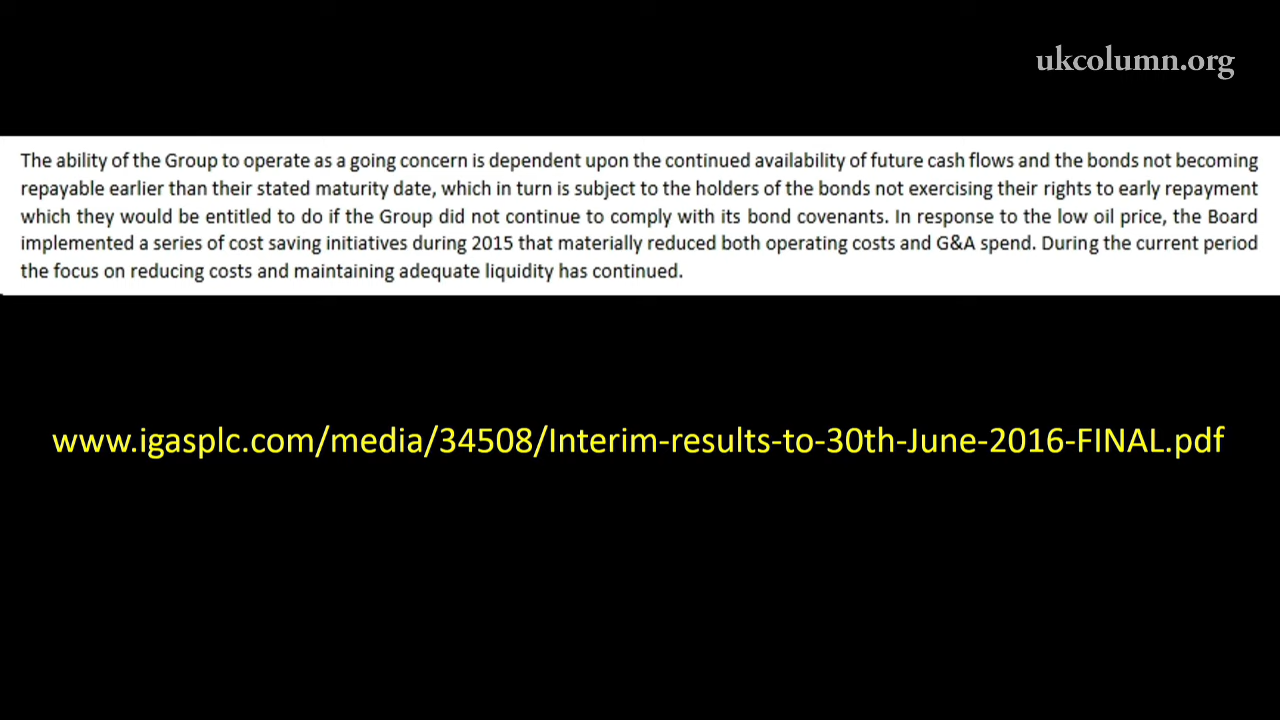 ukcolumn.org
The ability of the Group to operate as a going concern is dependent upon the continued availability of future cash flows and the bonds not becoming
repayable earlier than their stated maturity date, which in turn is subject to the holders of the bonds not exercising their rights to early repayment
which they would be entitled to do if the Group did not continue to comply with its bond covenants. In response to the low oil price, the Board
implemented a series of cost saving initiatives during 2015 that materially reduced both operating costs and G&A spend. During the current period
the focus on reducing costs and maintaining adequate liquidity has continued.
www.igasplc.com/media/34508/Interim-results-to-30th-June-2016-FINAL.pdf